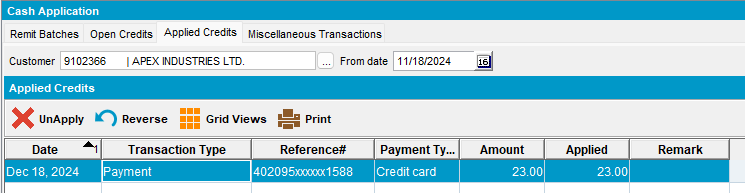 Cash Application
Remit Batches Open Credits Applied Credits Miscellaneous Transactions
Customer 9102366 | APEX INDUSTRIES LTD. ... From date 11/18/2024 16
Applied Credits
UnApply Reverse Grid Views Print
Date 1 Transaction Type Reference# Payment Ty... Amount Applied Remark
Dec 18, 2024 Payment 402095xxxxxx1588 Credit card 23.00 23.00